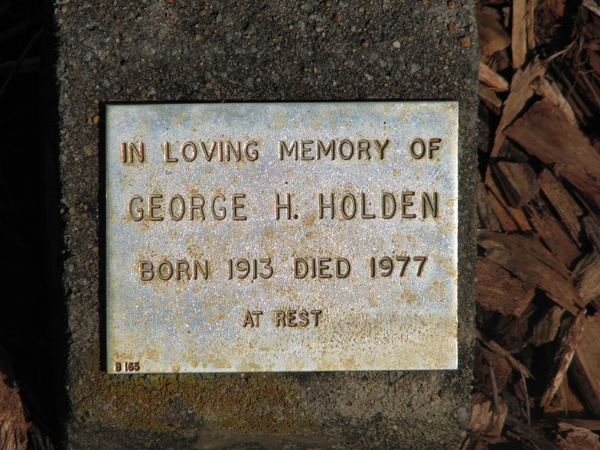 IN LOVING MEMORY OF
GEORGE H. HOLDEN
BORN 1913 DIED 1977
AT REST
B 165